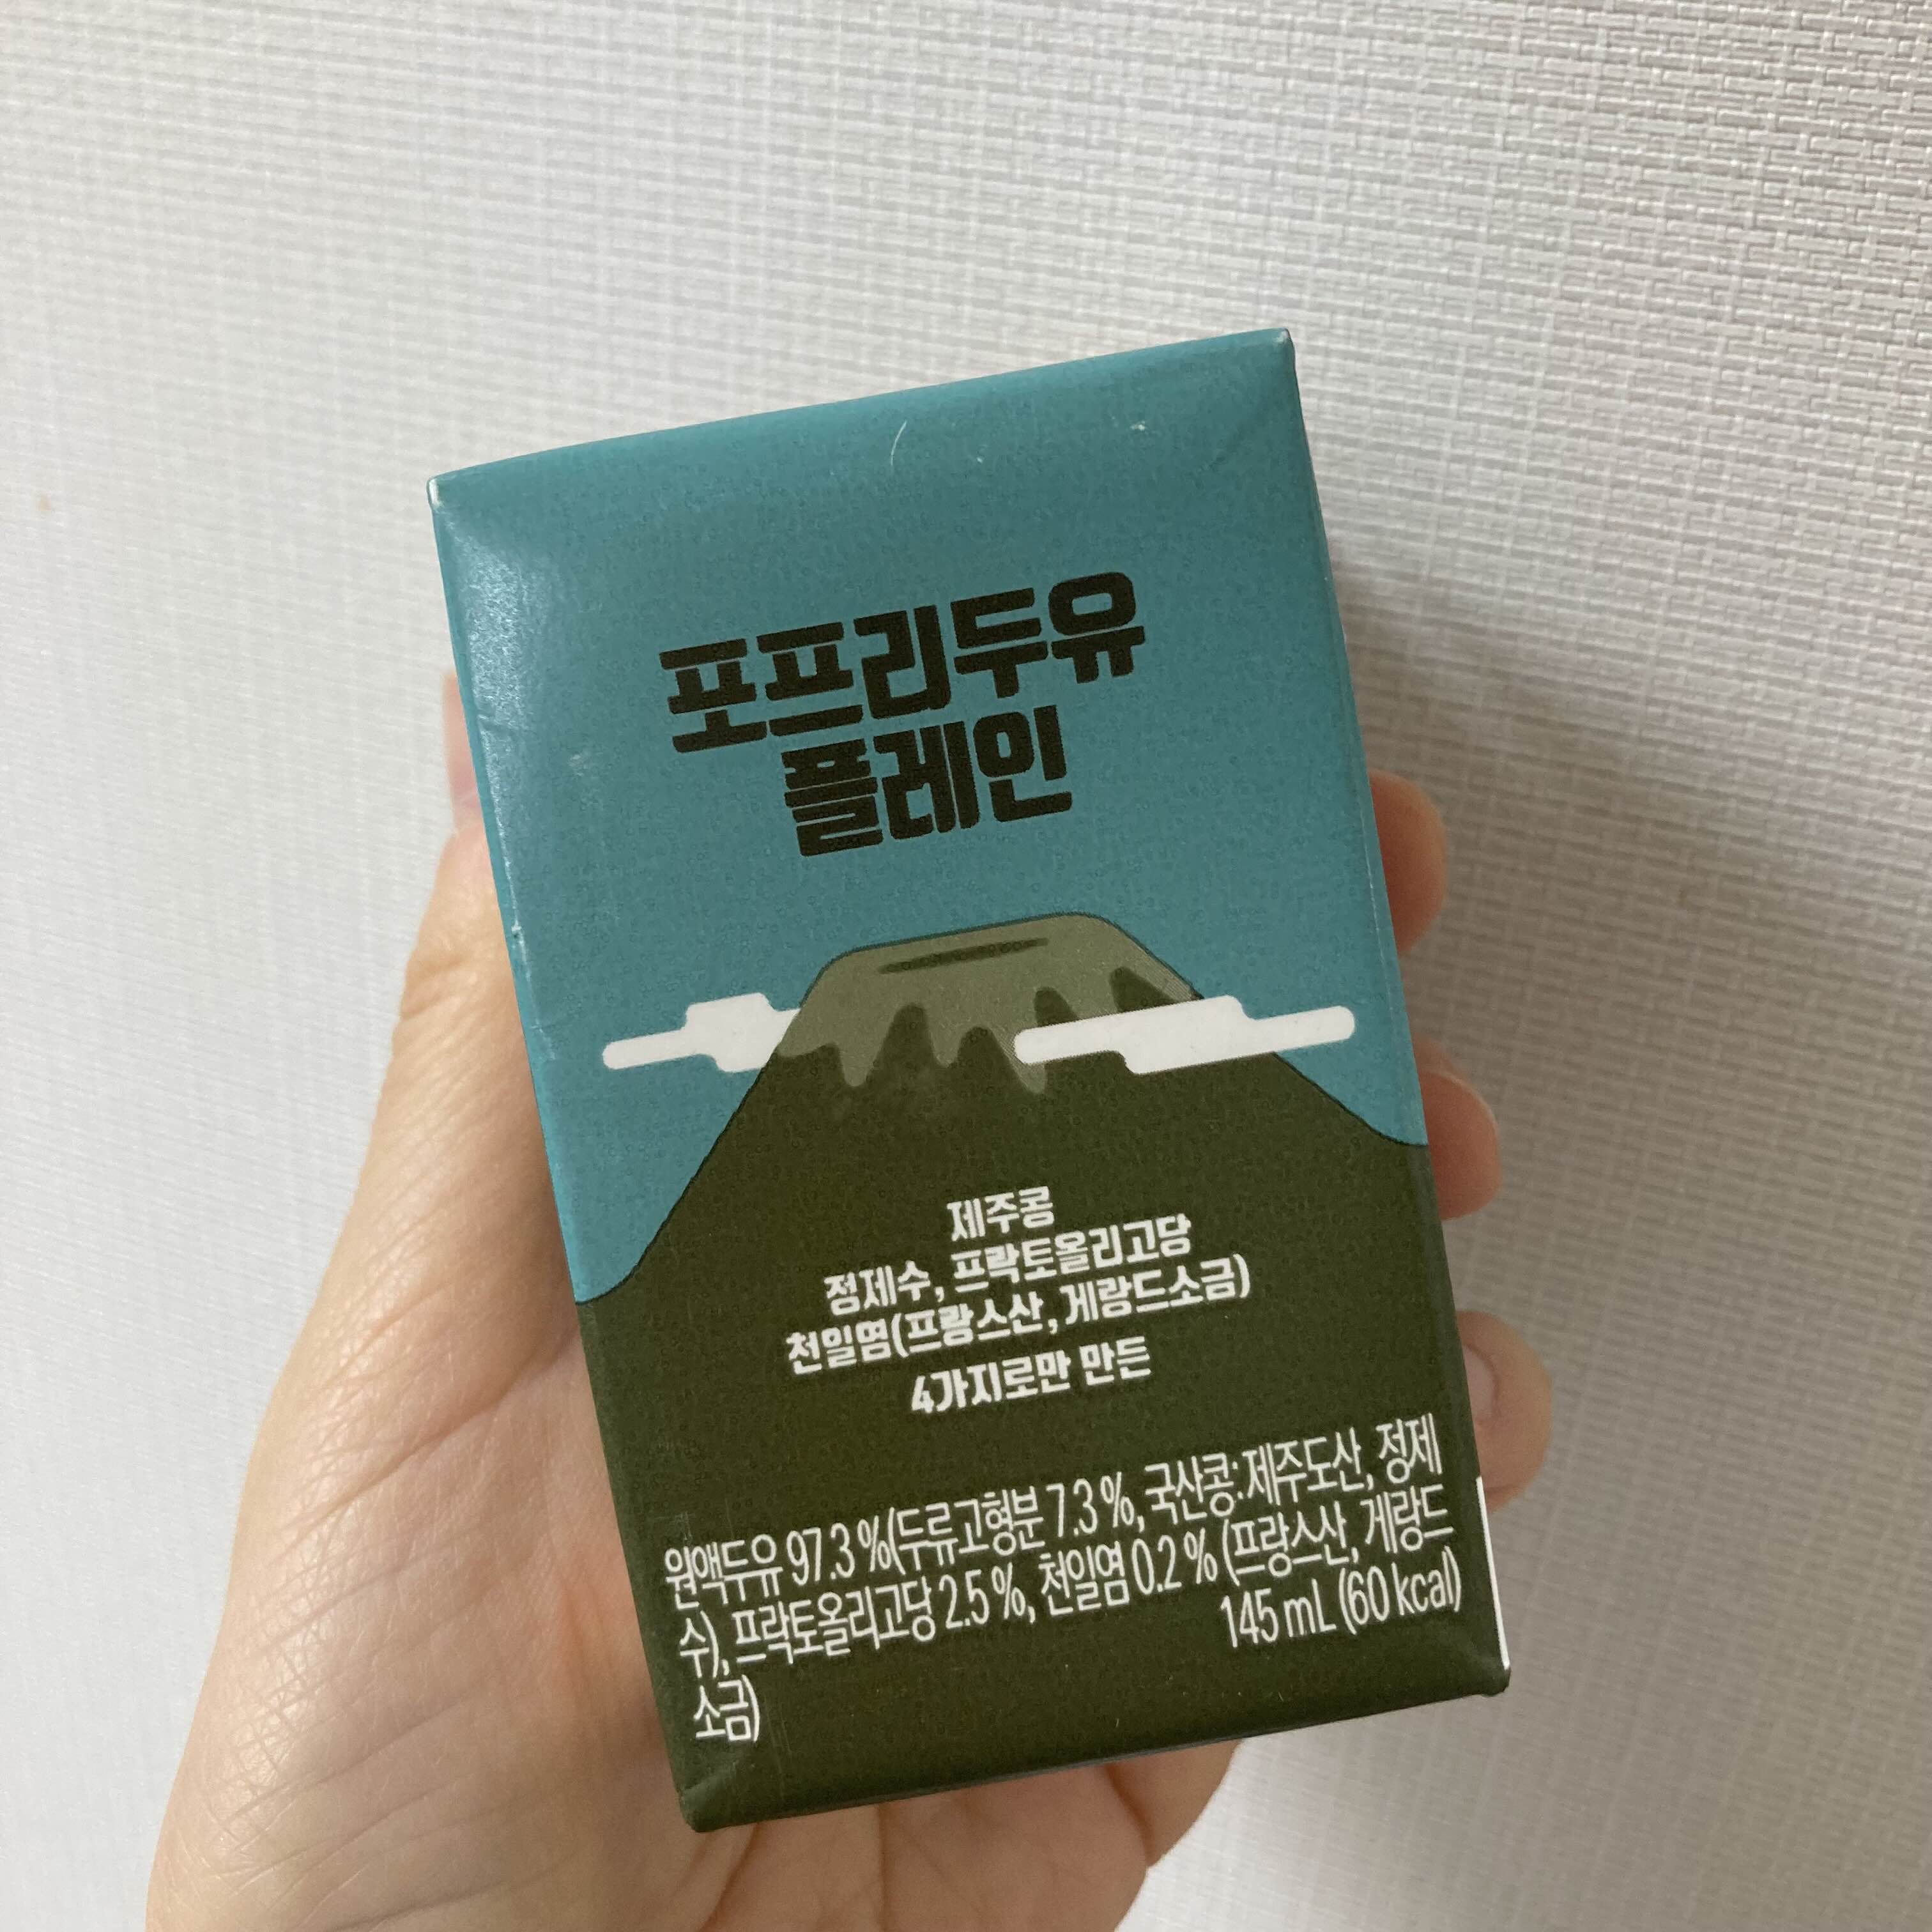 포프리두유
플레인
제주콩
정제수, 프락토올리고당
천일염(프랑스산, 게랑드소금)
4가지로만 만든
원액두유 97.3 %(두류고형분 7.3 %, 국산콩: 제주도산, 정제
수), 프락토올리고당 2.5 %, 천일염 0.2 % (프랑스산, 게랑드
소금)
145 mL (60 kcal)